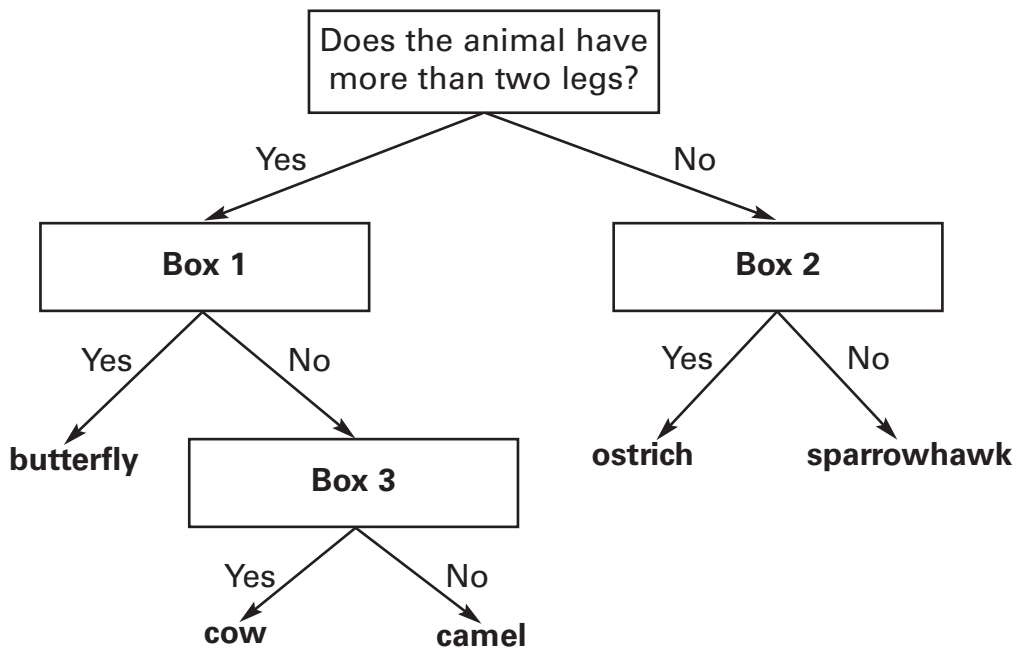 Does the animal have
more than two legs?
Yes
No
Box 1
Box 2
Yes
No
Yes
No
butterfly
Box 3
ostrich
sparrowhawk
Yes
No
cow
camel